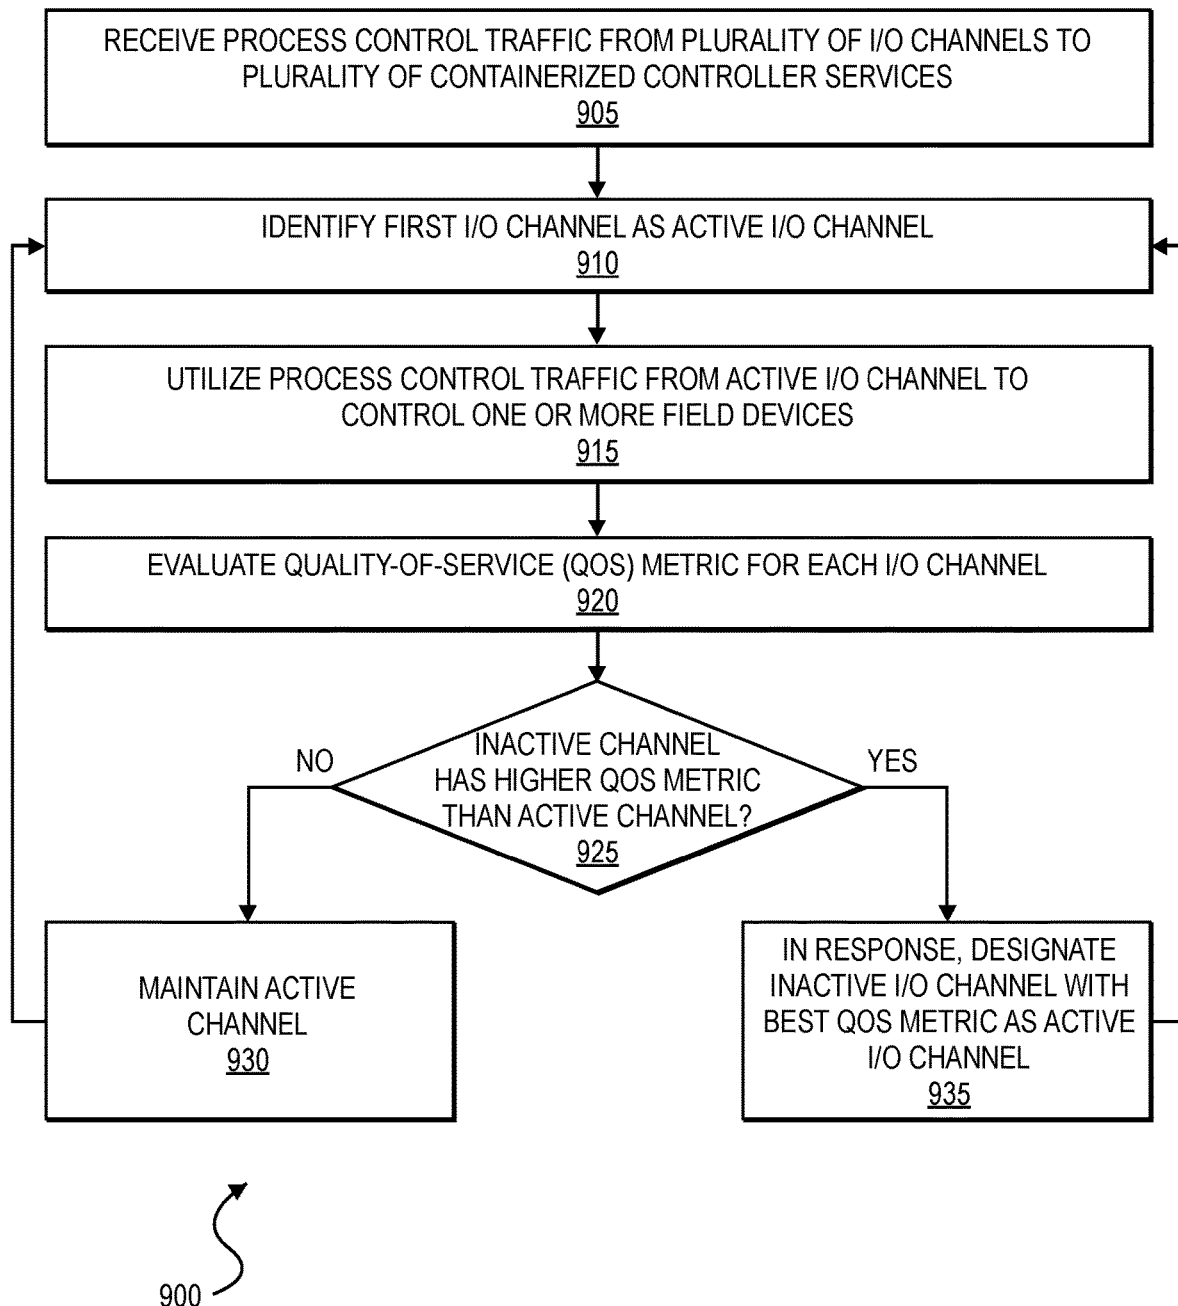 RECEIVE PROCESS CONTROL TRAFFIC FROM PLURALITY OF I/O CHANNELS TO
PLURALITY OF CONTAINERIZED CONTROLLER SERVICES
905
IDENTIFY FIRST I/O CHANNEL AS ACTIVE I/O CHANNEL
910
UTILIZE PROCESS CONTROL TRAFFIC FROM ACTIVE I/O CHANNEL TO
CONTROL ONE OR MORE FIELD DEVICES
915
EVALUATE QUALITY-OF-SERVICE (QOS) METRIC FOR EACH I/O CHANNEL
920
INACTIVE CHANNEL
HAS HIGHER QOS METRIC
THAN ACTIVE CHANNEL?
925
NO
YES
MAINTAIN ACTIVE
CHANNEL
930
IN RESPONSE, DESIGNATE
INACTIVE I/O CHANNEL WITH
BEST QOS METRIC AS ACTIVE
I/O CHANNEL
935
900